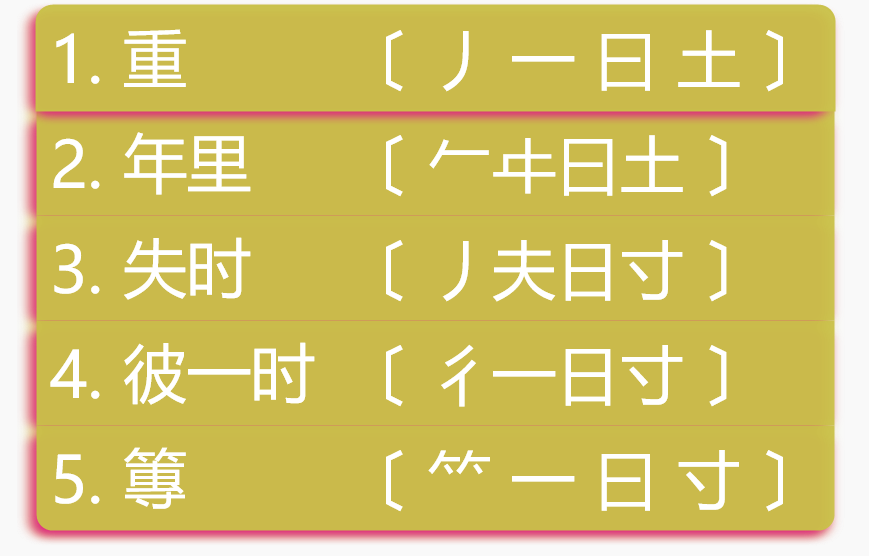 1. 重 〔 丿 一 日 土 〕
2. 年里 〔 𠂉㐄日土 〕
3. 失时 〔 丿夫日寸 〕
4. 彼一时 〔 彳一日寸 〕
5. 篿 〔 ⺮ 一 日 寸 〕